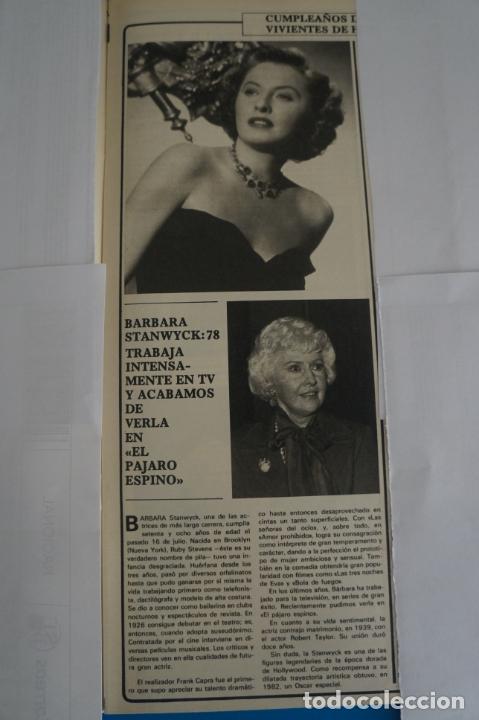 CUMPLEAÑOS D
VIVIENTES DE H
BARBARA
STANWYCK: 78
TRABAJA
INTENSA-
MENTE EN TV
Y ACABAMOS
DE
VERLA
EN
«EL
PAJARO
ESPINO»
BARBARA Stanwyck, una de las ac-
trices de más larga carrera, cumplía
setenta y ocho años de edad el
pasado 16 de julio. Nacida en Brooklyn
(Nueva York), Ruby Stevens —éste es su
verdadero nombre de pila— tuvo una in-
fancia desgraciada. Huérfana desde los
tres años, pasó por diversos orfelinatos
hasta que pudo ganarse por sí misma la
vida trabajando primero como telefonis-
ta, dactilógrafa y modelo de alta costura.
Se dio a conocer como bailarina en clubs
nocturnos y espectáculos de revista. En
1926 consigue debutar en el teatro; es,
entonces, cuando adopta su seudónimo.
Contratada por el cine interviene en di-
versas películas musicales. Los críticos y
directores ven en ella cualidades de futu-
ra gran actriz.
El realizador Frank Capra fue el prime-
ro que supo apreciar su talento dramáti-
co hasta entonces desaprovechado en
cintas un tanto superficiales. Con «Las
señoras del ocio», y, sobre todo, en
«Amor prohibido», logra su consagración
como intérprete de gran temperamento y
carácter, dando a la perfección el prototi-
po de mujer ambiciosa y sensual. Tam-
bién en la comedia obtendría gran popu-
laridad con filmes como «Las tres noches
de Eva» y «Bola de fuego».
En los últimos años, Bárbara ha traba-
jado para la televisión, en series de gran
éxito. Recientemente pudimos verla en
«El pájaro espino».
En cuanto a su vida sentimental, la
actriz contrajo matrimonio, en 1939, con
el actor Robert Taylor. Su unión duró
doce años.
Sin duda, la Stanwyck es una de las
figuras legendarias de la época dorada
de Hollywood. Como recompensa a su
dilatada trayectoria artística obtuvo, en
1982, un Oscar especial.
todocoleccion.net